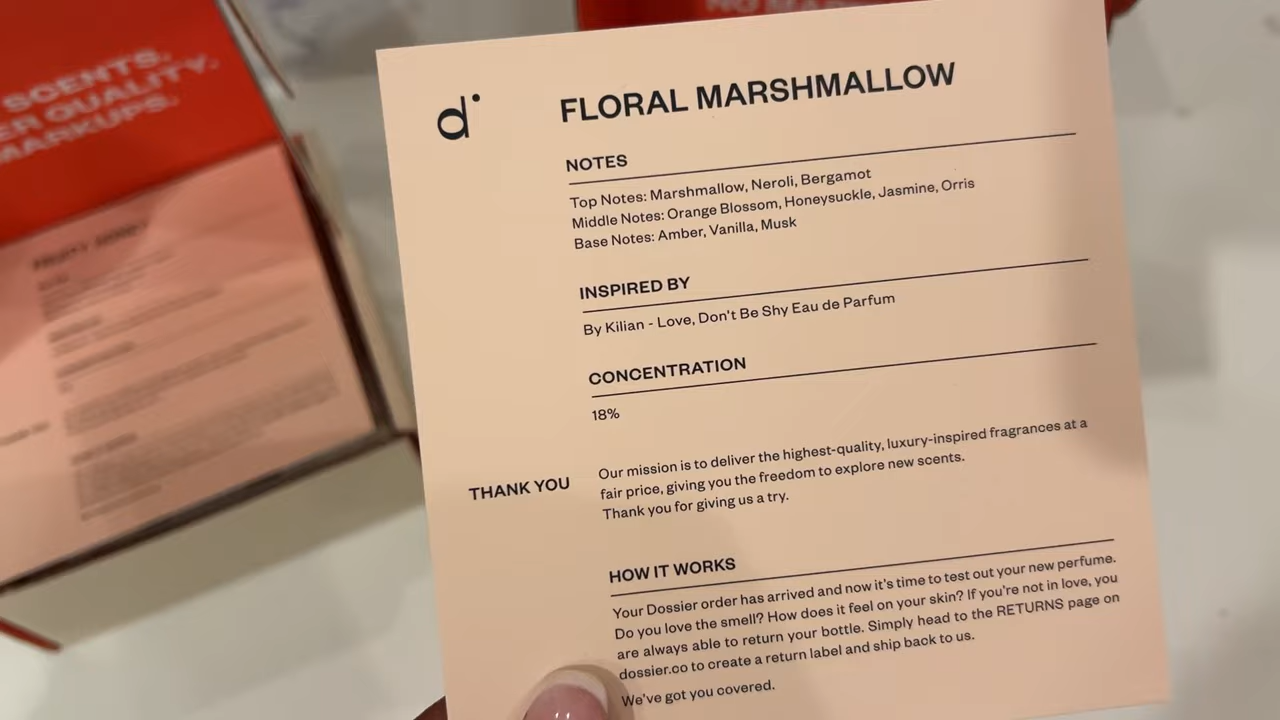 SCENTS.
ER QUALITY.
MARKUPS.
d
FLORAL MARSHMALLOW
NOTES
Top Notes: Marshmallow, Neroli, Bergamot
Middle Notes: Orange Blossom, Honeysuckle, Jasmine, Orris
Base Notes: Amber, Vanilla, Musk
INSPIRED BY
By Kilian - Love, Don't Be Shy Eau de Parfum
CONCENTRATION
18%
THANK YOU
Our mission is to deliver the highest-quality, luxury-inspired fragrances at a
fair price, giving you the freedom to explore new scents.
Thank you for giving us a try.
HOW IT WORKS
Your Dossier order has arrived and now it's time to test out your new perfume.
Do you love the smell? How does it feel on your skin? If you're not in love, you
are always able to return your bottle. Simply head to the RETURNS page on
dossier.co to create a return label and ship back to us.
We've got you covered.